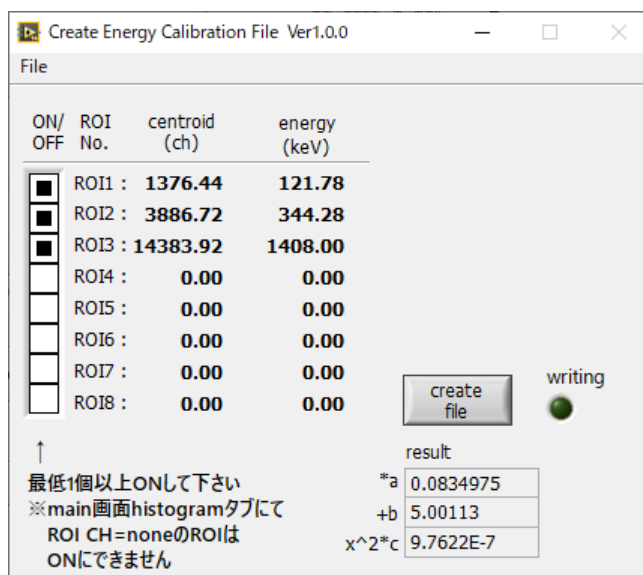 Create Energy Calibration File Ver1.0.0
File
ON/ ROI centroid energy
OFF No. (ch) (keV)
ROI1 : 1376.44 121.78
ROI2 : 3886.72 344.28
ROI3 : 14383.92 1408.00
ROI4 : 0.00 0.00
ROI5 : 0.00 0.00
ROI6 : 0.00 0.00
ROI7 : 0.00 0.00
ROI8 : 0.00 0.00
create
file
writing
↑
最低1個以上ONして下さい
※main画面histogramタブにて
ROI CH=noneのROIは
ONにできません
result
*a 0.0834975
+b 5.00113
x^2*c 9.7622E-7